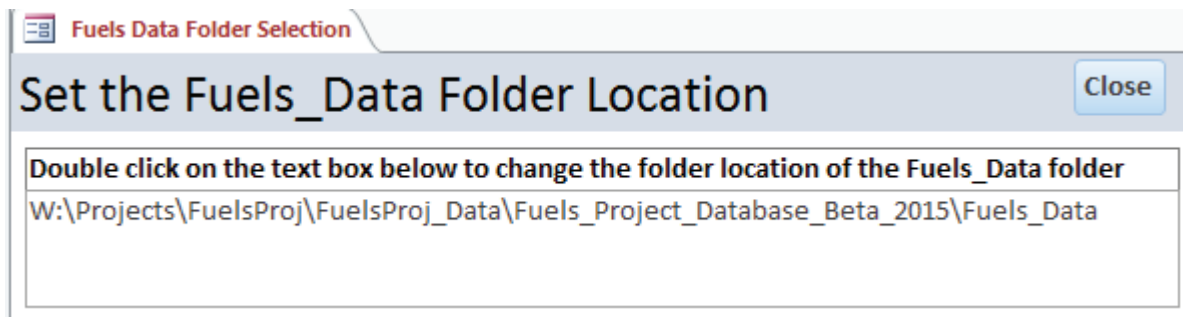 Fuels Data Folder Selection
Set the Fuels_Data Folder Location
Close
Double click on the text box below to change the folder location of the Fuels_Data folder
W:\Projects\FuelsProj\FuelsProj_Data\Fuels_Project_Database_Beta_2015\Fuels_Data